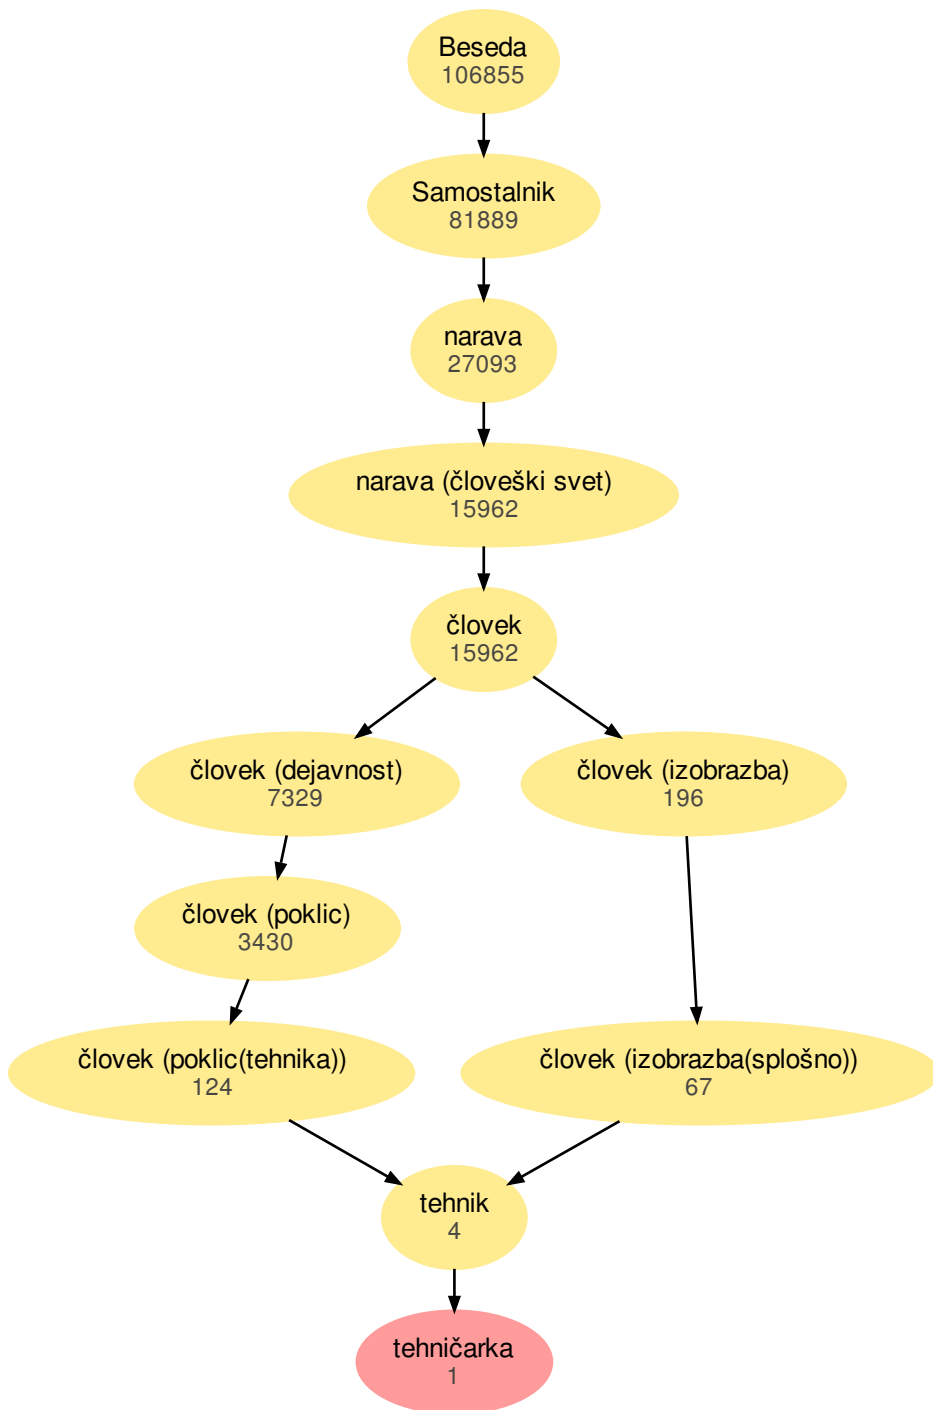 Beseda
106855
Samostalnik
81889
narava
27093
narava (človeški svet)
15962
človek
15962
človek (dejavnost)
7329
človek (izobrazba)
196
človek (poklic)
3430
človek (poklic(tehnika))
124
človek (izobrazba(splošno))
67
tehnik
4
tehničarka
1